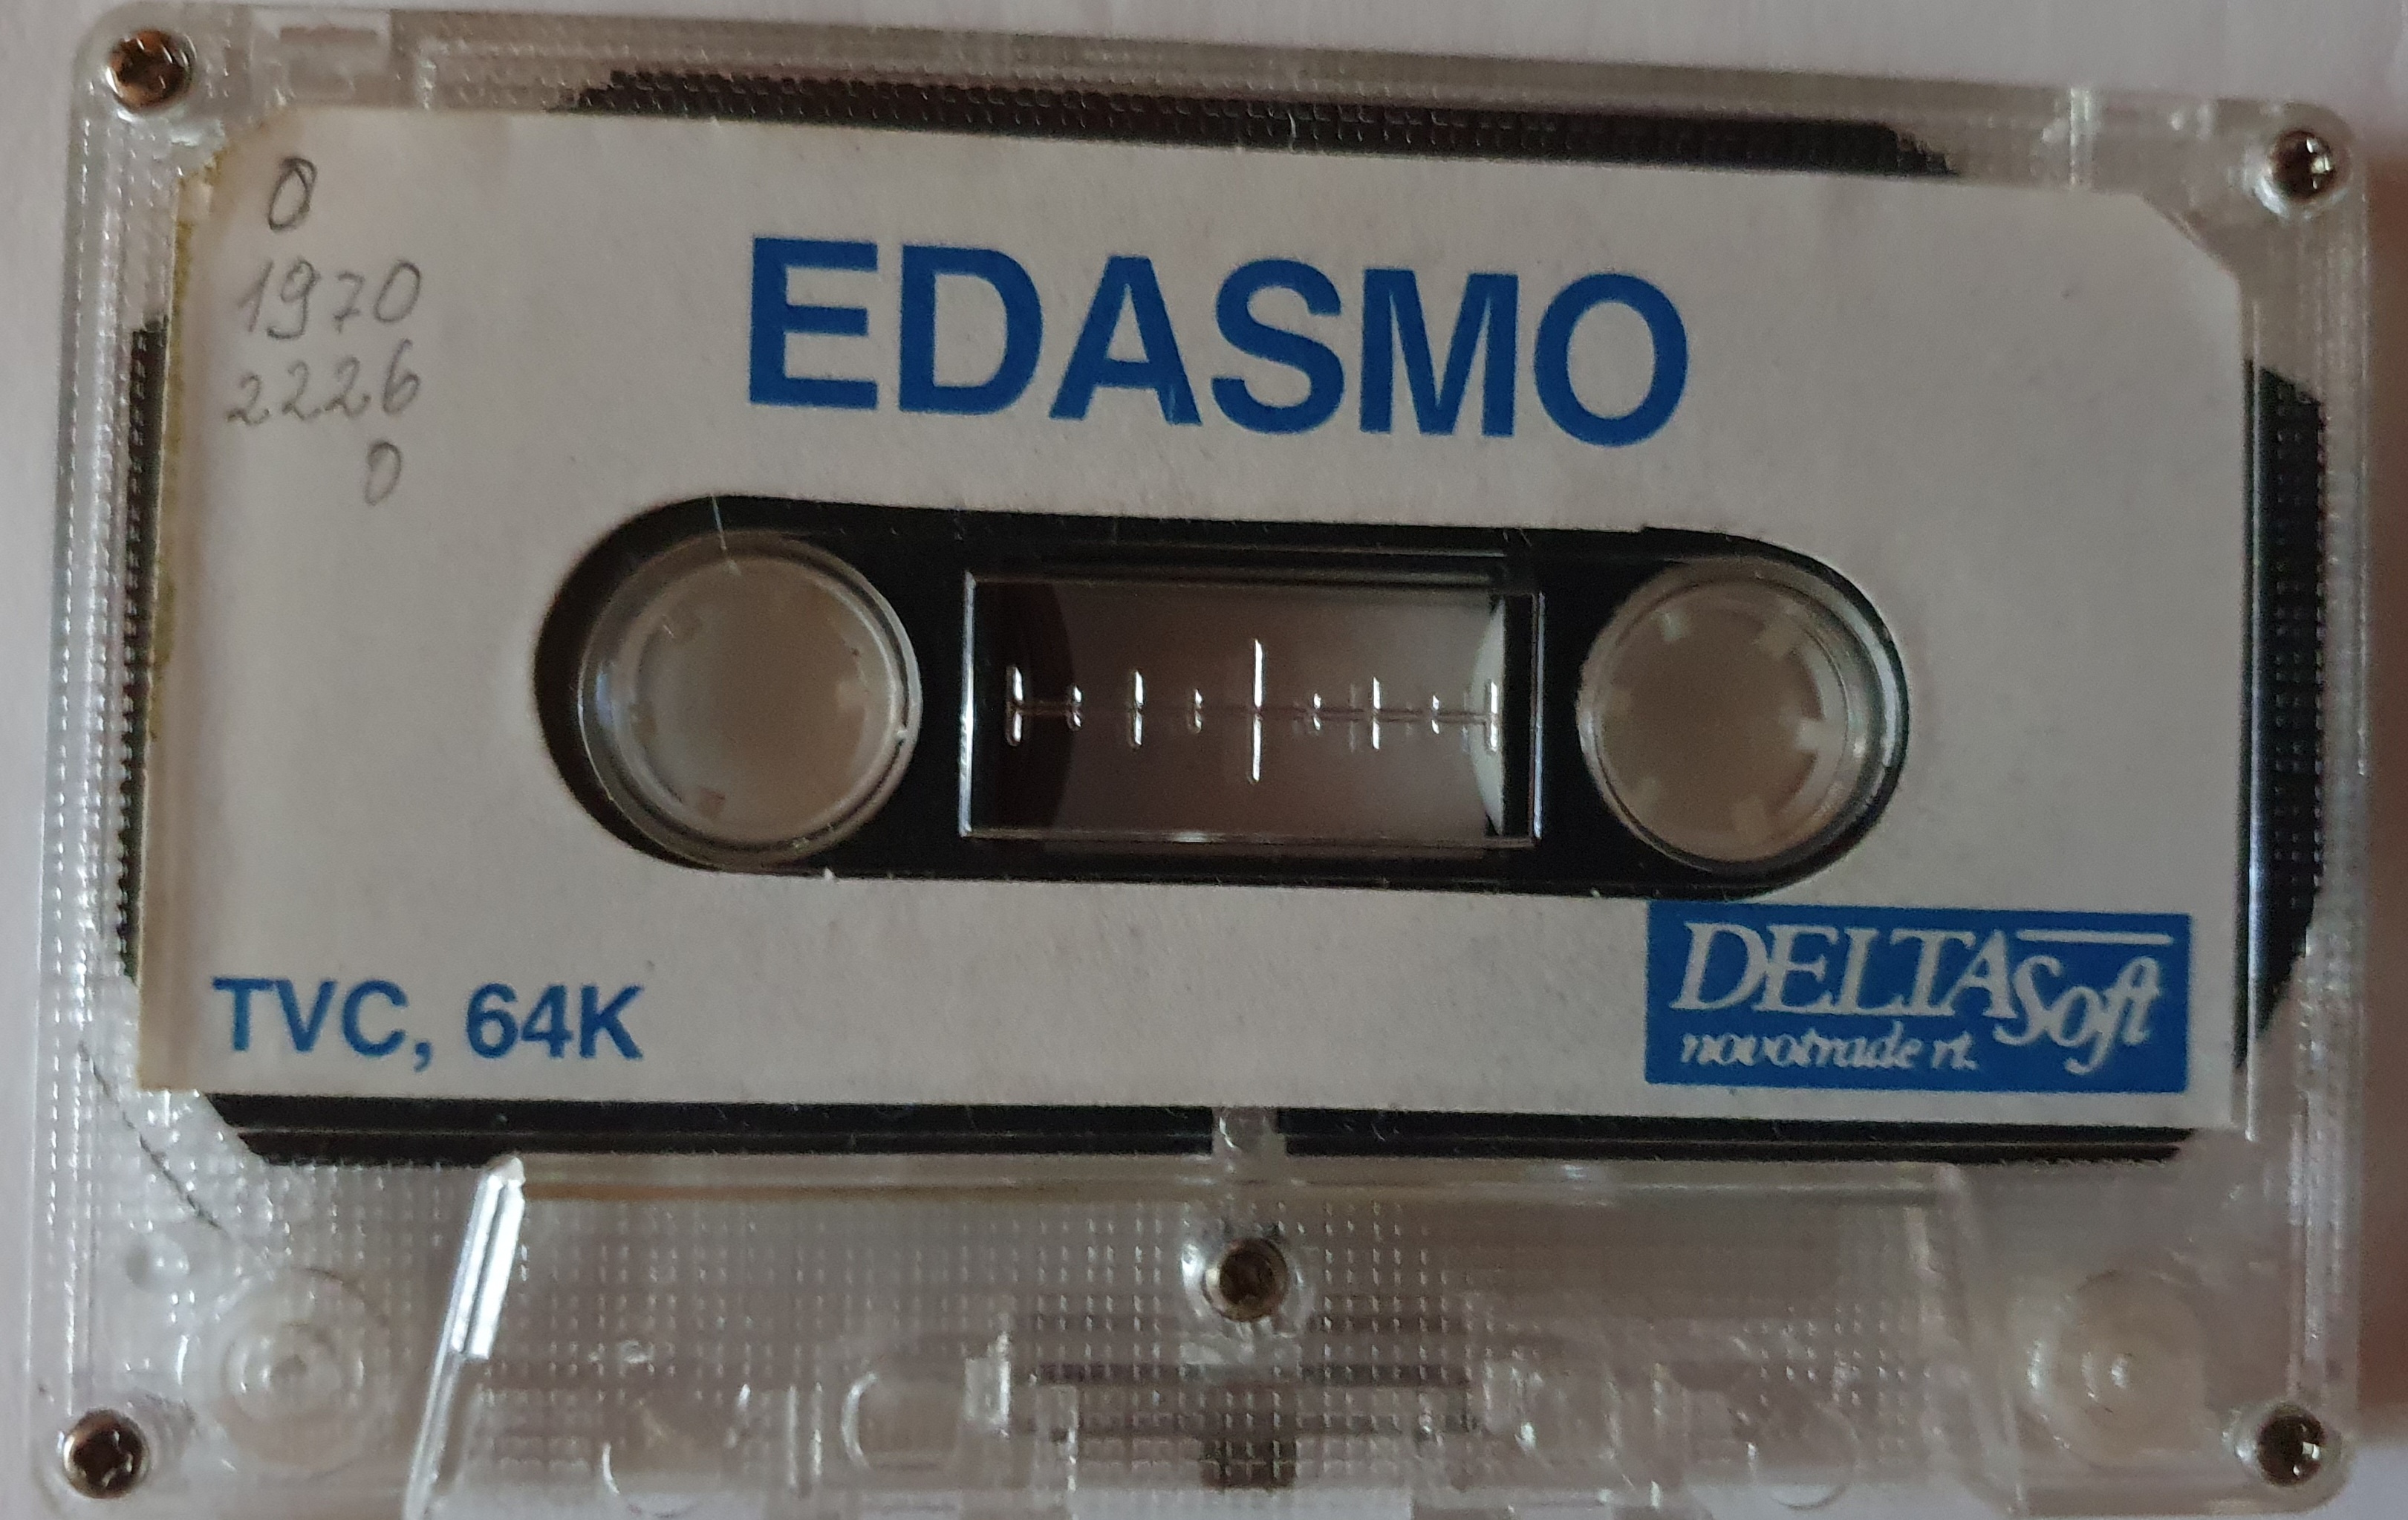 0
1970
2226
0
EDASMO
TVC, 64K
DELTASoft
novotrade rt.